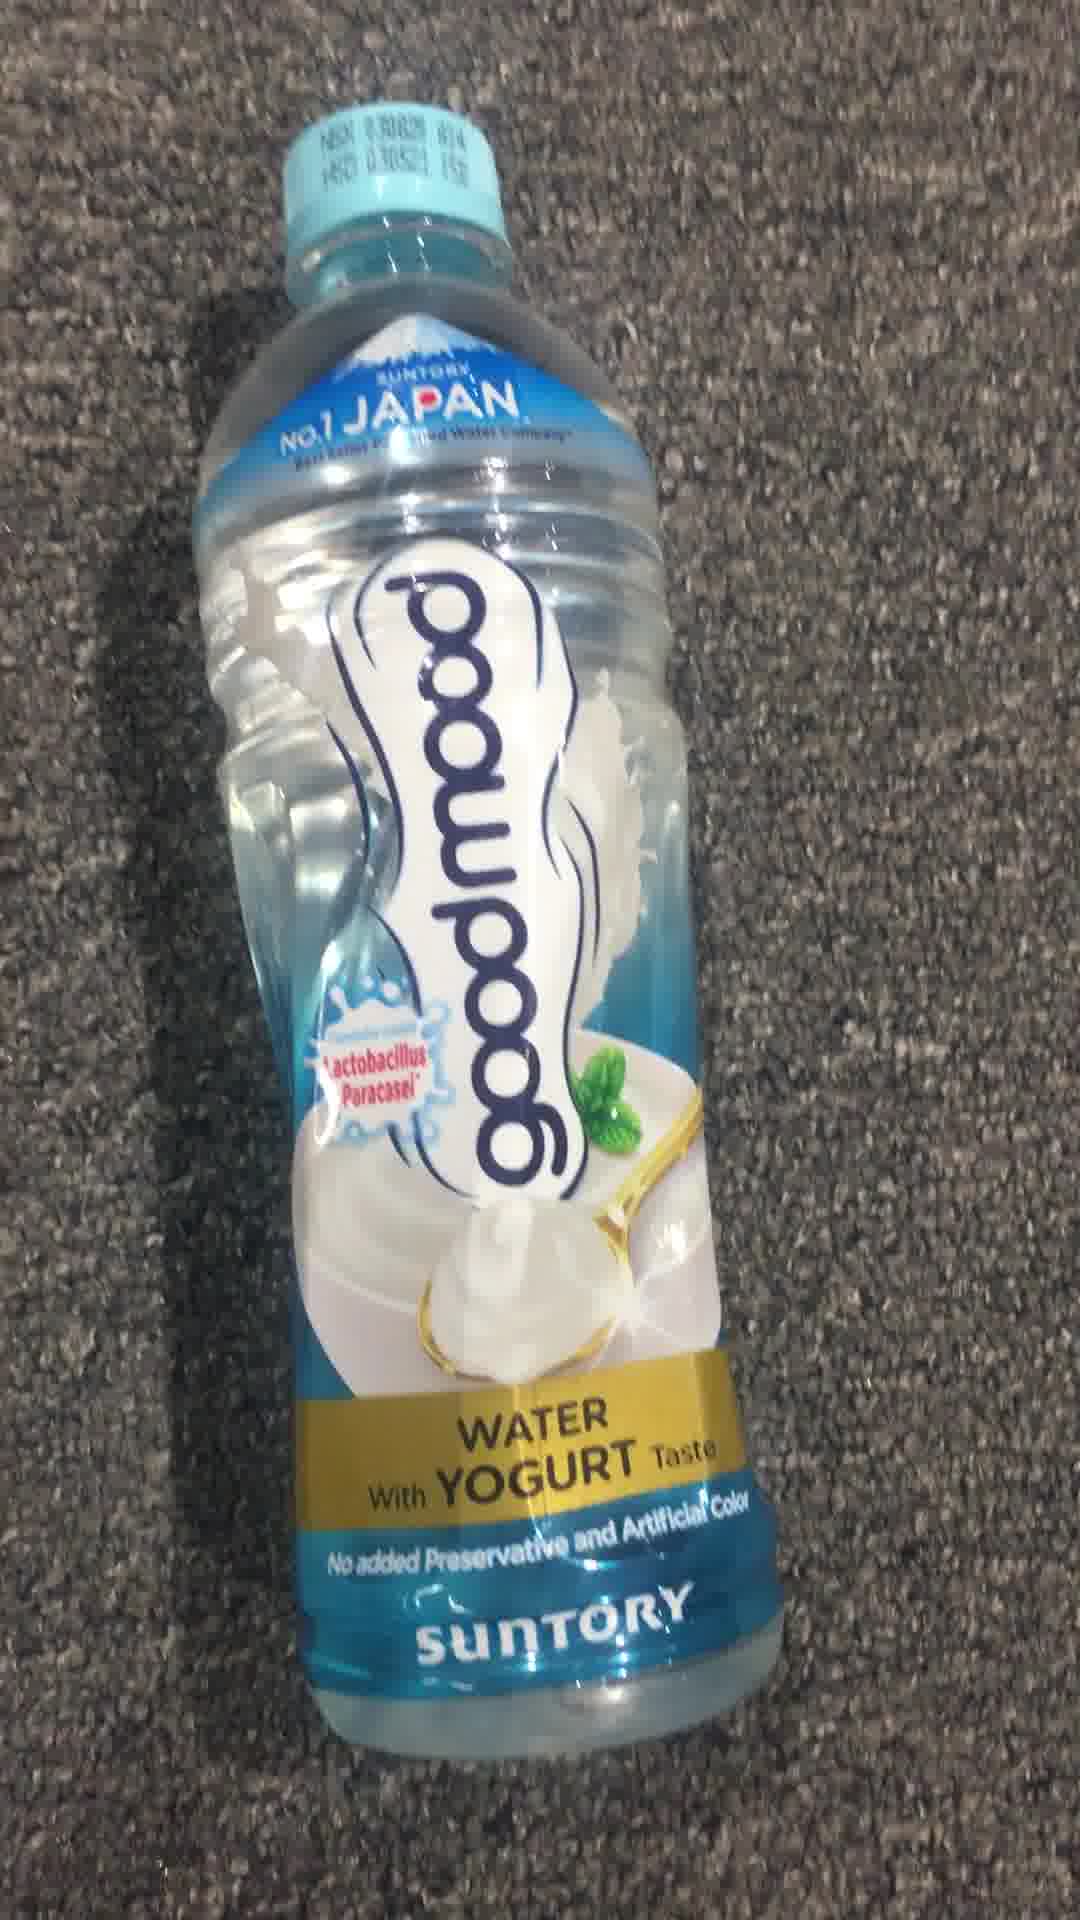 SUNTORY
NO.1 JAPAN
goodmood
Lactobacillus
Paracasei*
WATER
With YOGURT Taste
No added Preservative and Artificial Color
SUNTORY